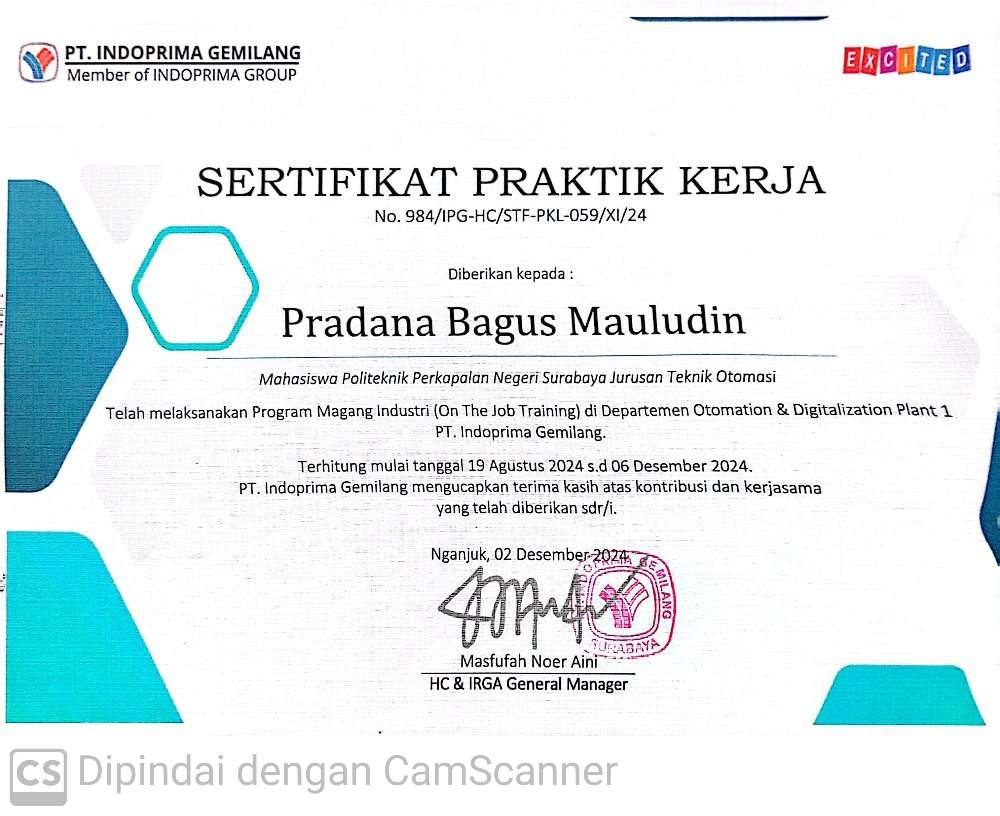 PT. INDOPRIMA GEMILANG
Member of INDOPRIMA GROUP
EXCITED
SERTIFIKAT PRAKTIK KERJA
No. 984/IPG-HC/STF-PKL-059/XI/24
Diberikan kepada :
Pradana Bagus Mauludin
Mahasiswa Politeknik Perkapalan Negeri Surabaya Jurusan Teknik Otomasi
Telah melaksanakan Program Magang Industri (On The Job Training) di Departemen Otomation & Digitalization Plant 1
PT. Indoprima Gemilang.
Terhitung mulai tanggal 19 Agustus 2024 s.d 06 Desember 2024.
PT. Indoprima Gemilang mengucapkan terima kasih atas kontribusi dan kerjasama
yang telah diberikan sdr/i.
Nganjuk, 02 Desember 2024
GEMILANG
SURABAYA
Masfufah Noer Aini
HC & IRGA General Manager
CS Dipindai dengan CamScanner